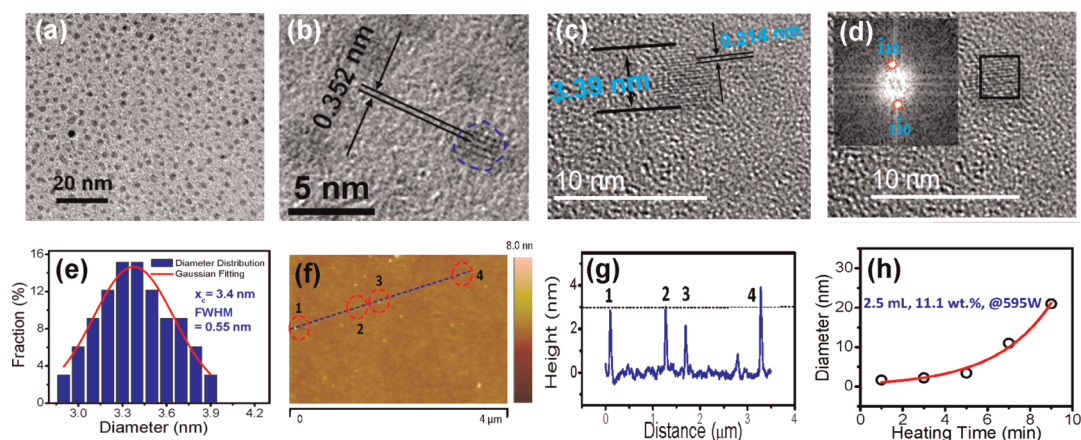 (a)
20 nm
(b)
0.352 nm
5 nm
(c)
0.214 nm
3.39 nm
10 nm
(d)
1̄10
11̄0
10 nm
(e)
Diameter Distribution
Gaussian Fitting
x_c = 3.4 nm
FWHM
= 0.55 nm
16
12
8
4
0
3.0 3.3 3.6 3.9 4.2
Fraction (%)
Diameter (nm)
(f)
8.0 nm
1
2
3
4
0 4 μm
(g)
1 2 3 4
4
2
0
0 1 2 3 4
Height (nm)
Distance (μm)
(h)
2.5 mL, 11.1 wt.%, @595W
30
20
10
0
0 2 4 6 8 10
Diameter (nm)
Heating Time (min)